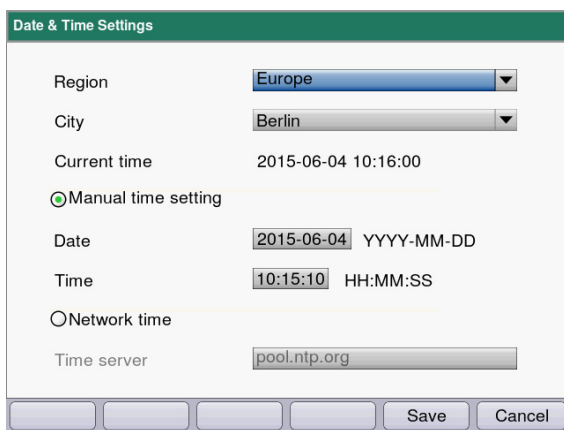 Date & Time Settings
Region Europe
City Berlin
Current time 2015-06-04 10:16:00
Manual time setting
Date 2015-06-04 YYYY-MM-DD
Time 10:15:10 HH:MM:SS
Network time
Time server pool.ntp.org
Save Cancel